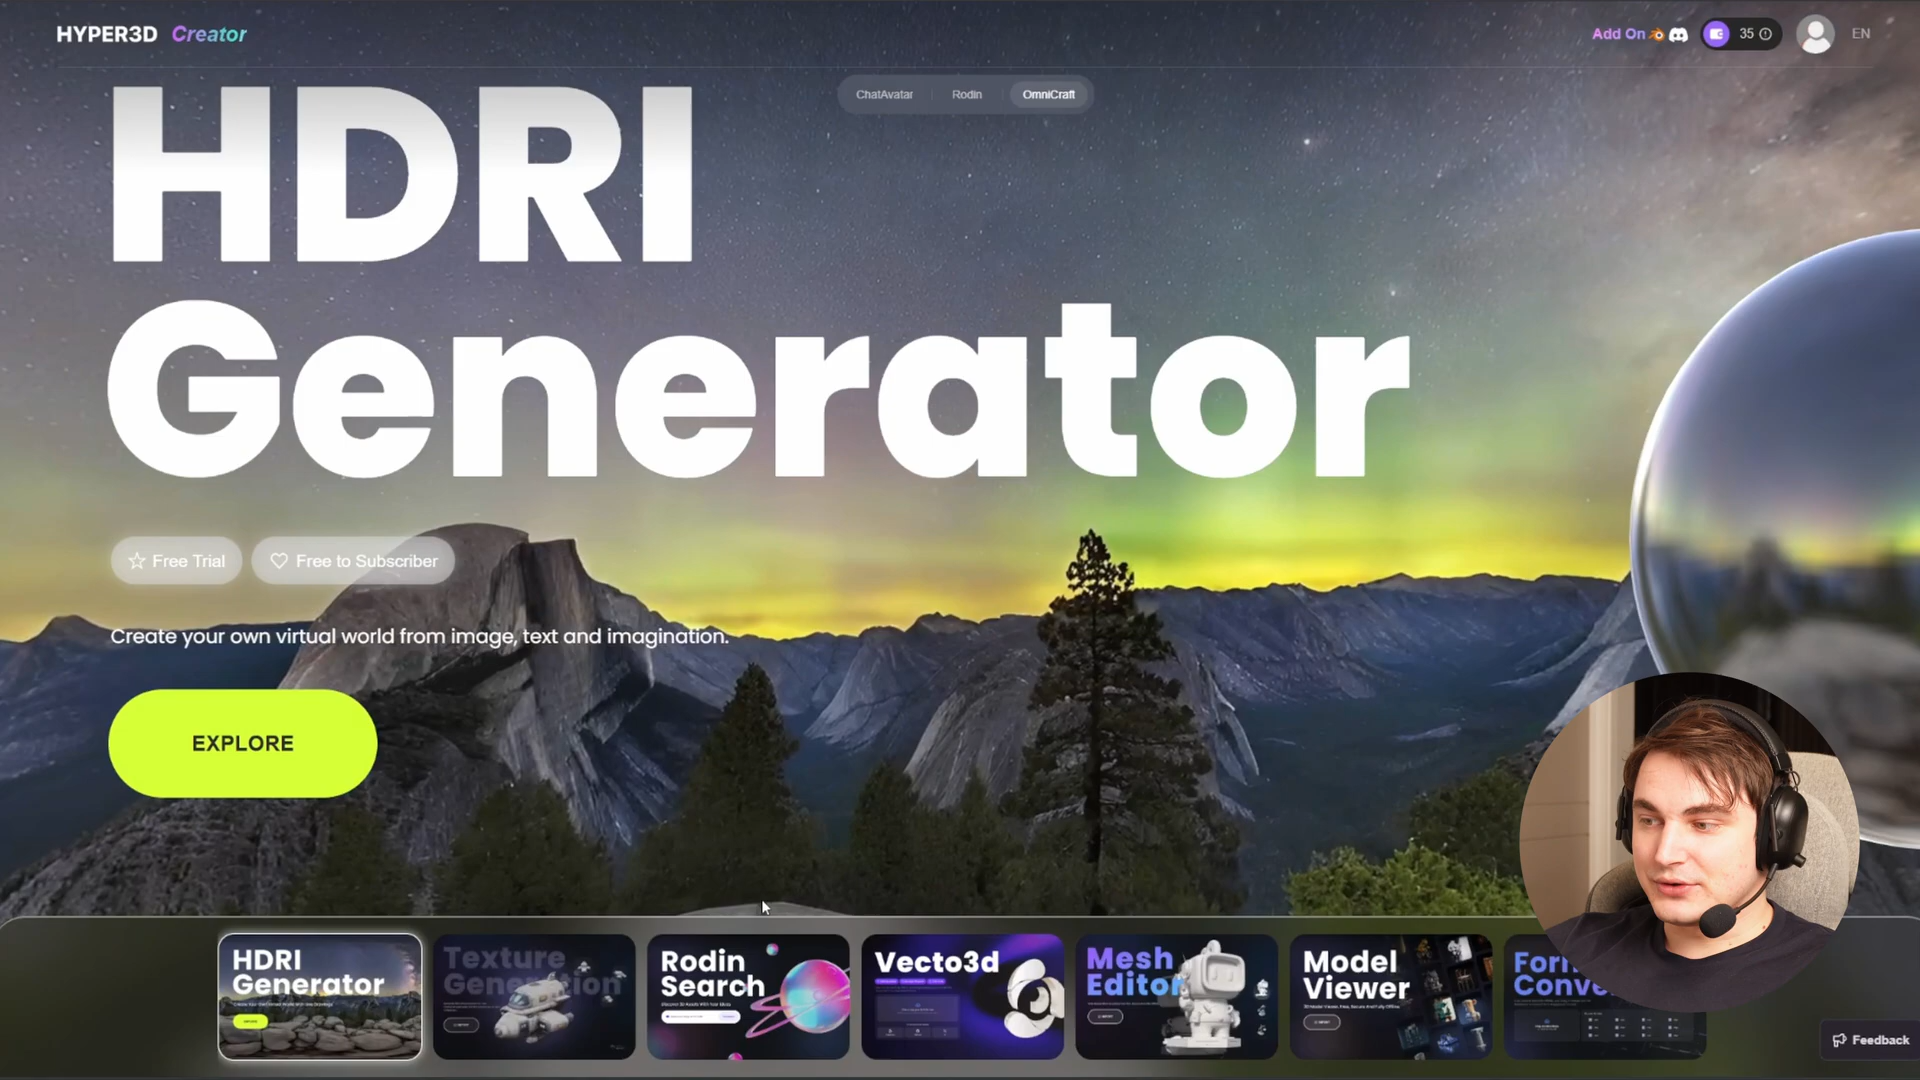 HYPER3D Creator
Add On
35
EN
ChatAvatar
Rodin
OmniCraft
HDRI
Generator
Free Trial
Free to Subscriber
Create your own virtual world from image, text and imagination.
EXPLORE
HDRI
Generator
Texture
Generation
Rodin
Search
Vecto3d
Mesh
Editor
Model
Viewer
Feedback